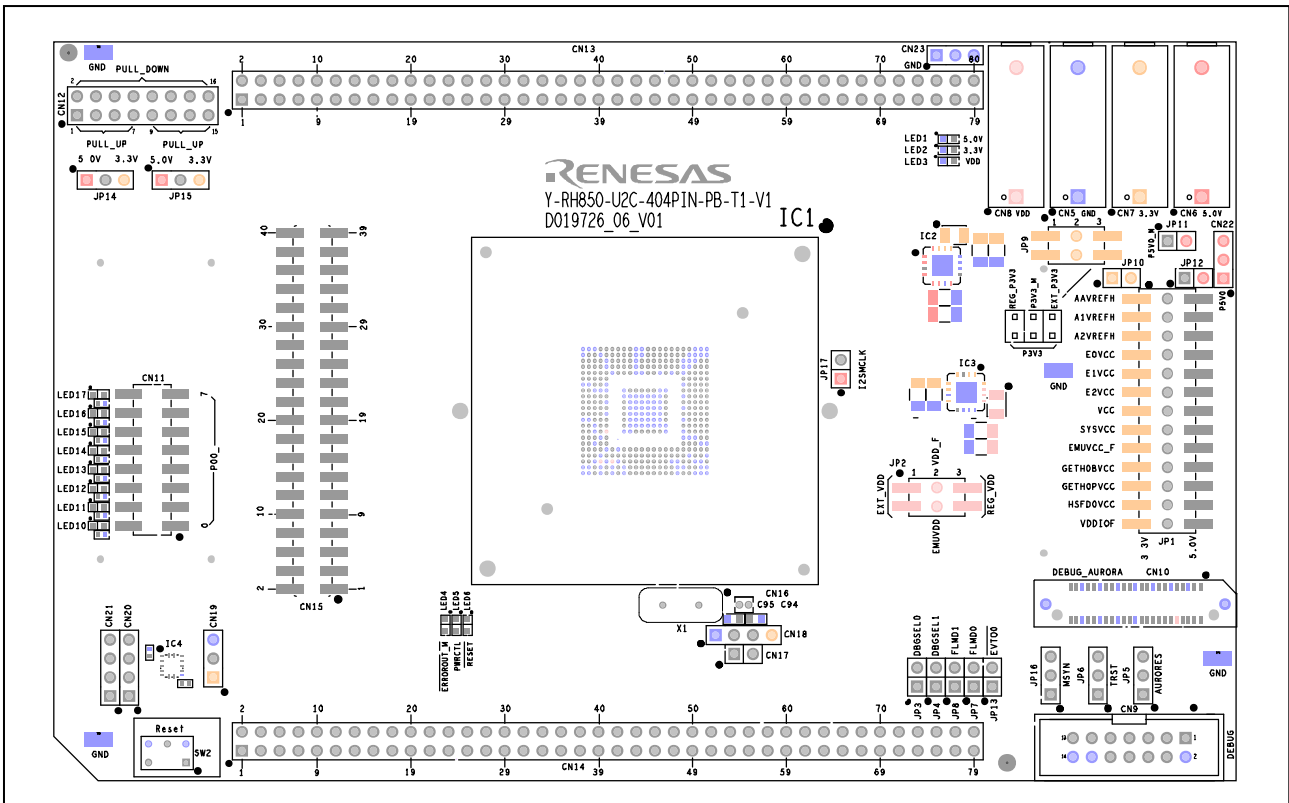 CN13
CN23
GND
GND
PULL_DOWN
2 16
CN12
1 7 9 15
PULL_UP PULL_UP
5 0V 3.3V 5.0V 3.3V
JP14 JP15
2 10 20 30 40 50 60 70 80
1 9 19 29 39 49 59 69 79
LED1 5.0V
LED2 3.3V
LED3 VDD
CN8 VDD
CN5 GND
CN7 3.3V
CN6 5.0V
RENESAS
Y-RH850-U2C-404PIN-PB-T1-V1
D019726_06_V01
IC1
IC2
JP9
1 2 3
JP11
P5V0_M
CN22
P5V0
JP10
JP12
REG_P3V3
P3V3_M
EXT_P3V3
P3V3
GND
AAVREFH
A1VREFH
A2VREFH
E0VCC
E1VCC
E2VCC
VCC
SYSVCC
EMUVCC_F
GETH0BVCC
GETH0PVCC
HSFD0VCC
VDDIOF
3 3V
JP1
5.0V
40 39
30 29
20 19
10 9
2 1
CN15
JP17
I2SMCLK
IC3
JP2
VDD_F
1 2 3
EXT_VDD
REG_VDD
EMUVDD
CN11
LED17
LED16
LED15
LED14
LED13
LED12
LED11
LED10
7
P00_
0
DEBUG_AURORA CN10
CN21
CN20
IC4
CN19
LED4
LED5
LED6
ERROROUT_M
PWRCTL
RESET
X1
CN16
C95 C94
CN18
CN17
DBGSEL0
DBGSEL1
FLMD1
FLMD0
EVTO0
JP3
JP4
JP8
JP7
JP13
JP16
MSYN
JP6
TRST
JP5
AURORES
GND
CN9
13 1
14 2
DEBUG
GND
Reset
SW2
2 10 20 30 40 50 60 70 80
1 9 19 29 39 49 59 69 79
CN14